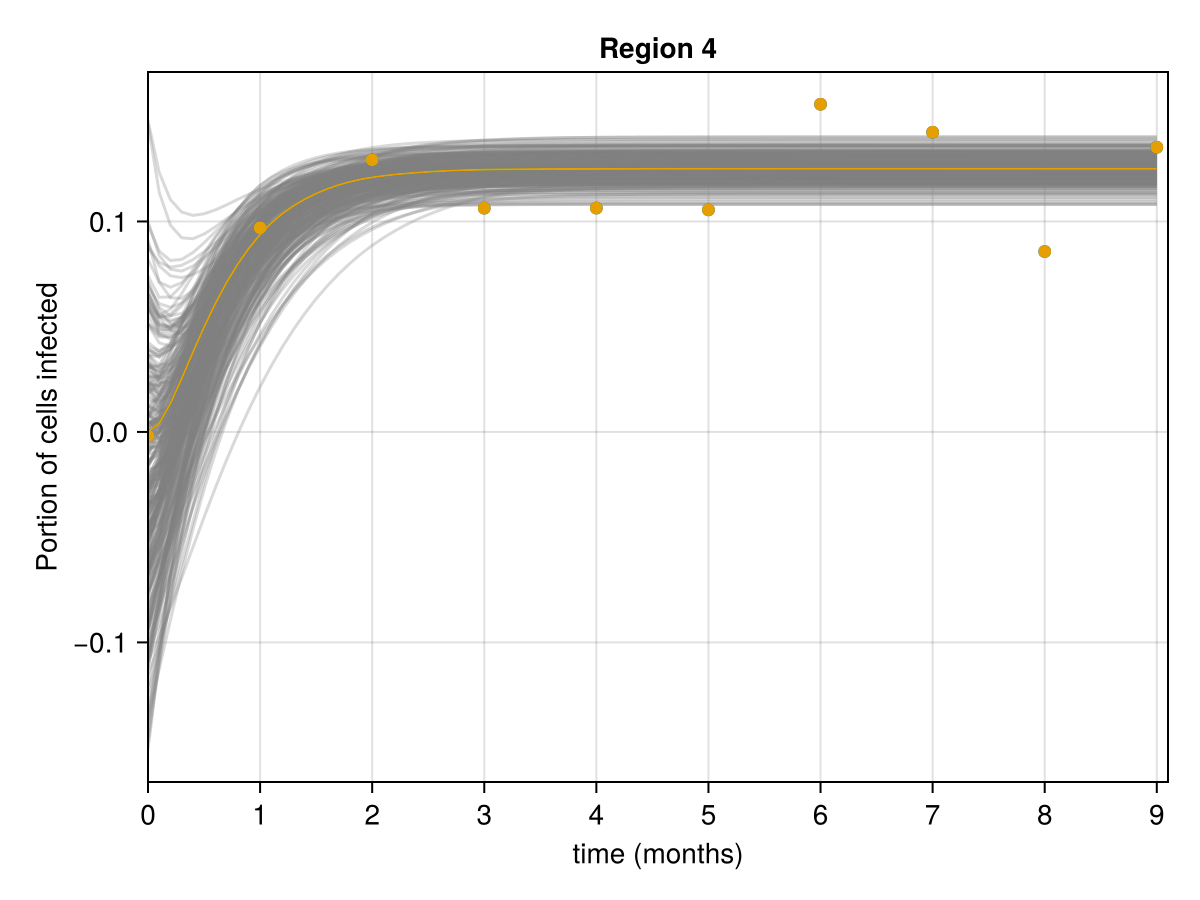 Region 4
Portion of cells infected
0.1
0.0
−0.1
0 1 2 3 4 5 6 7 8 9
time (months)